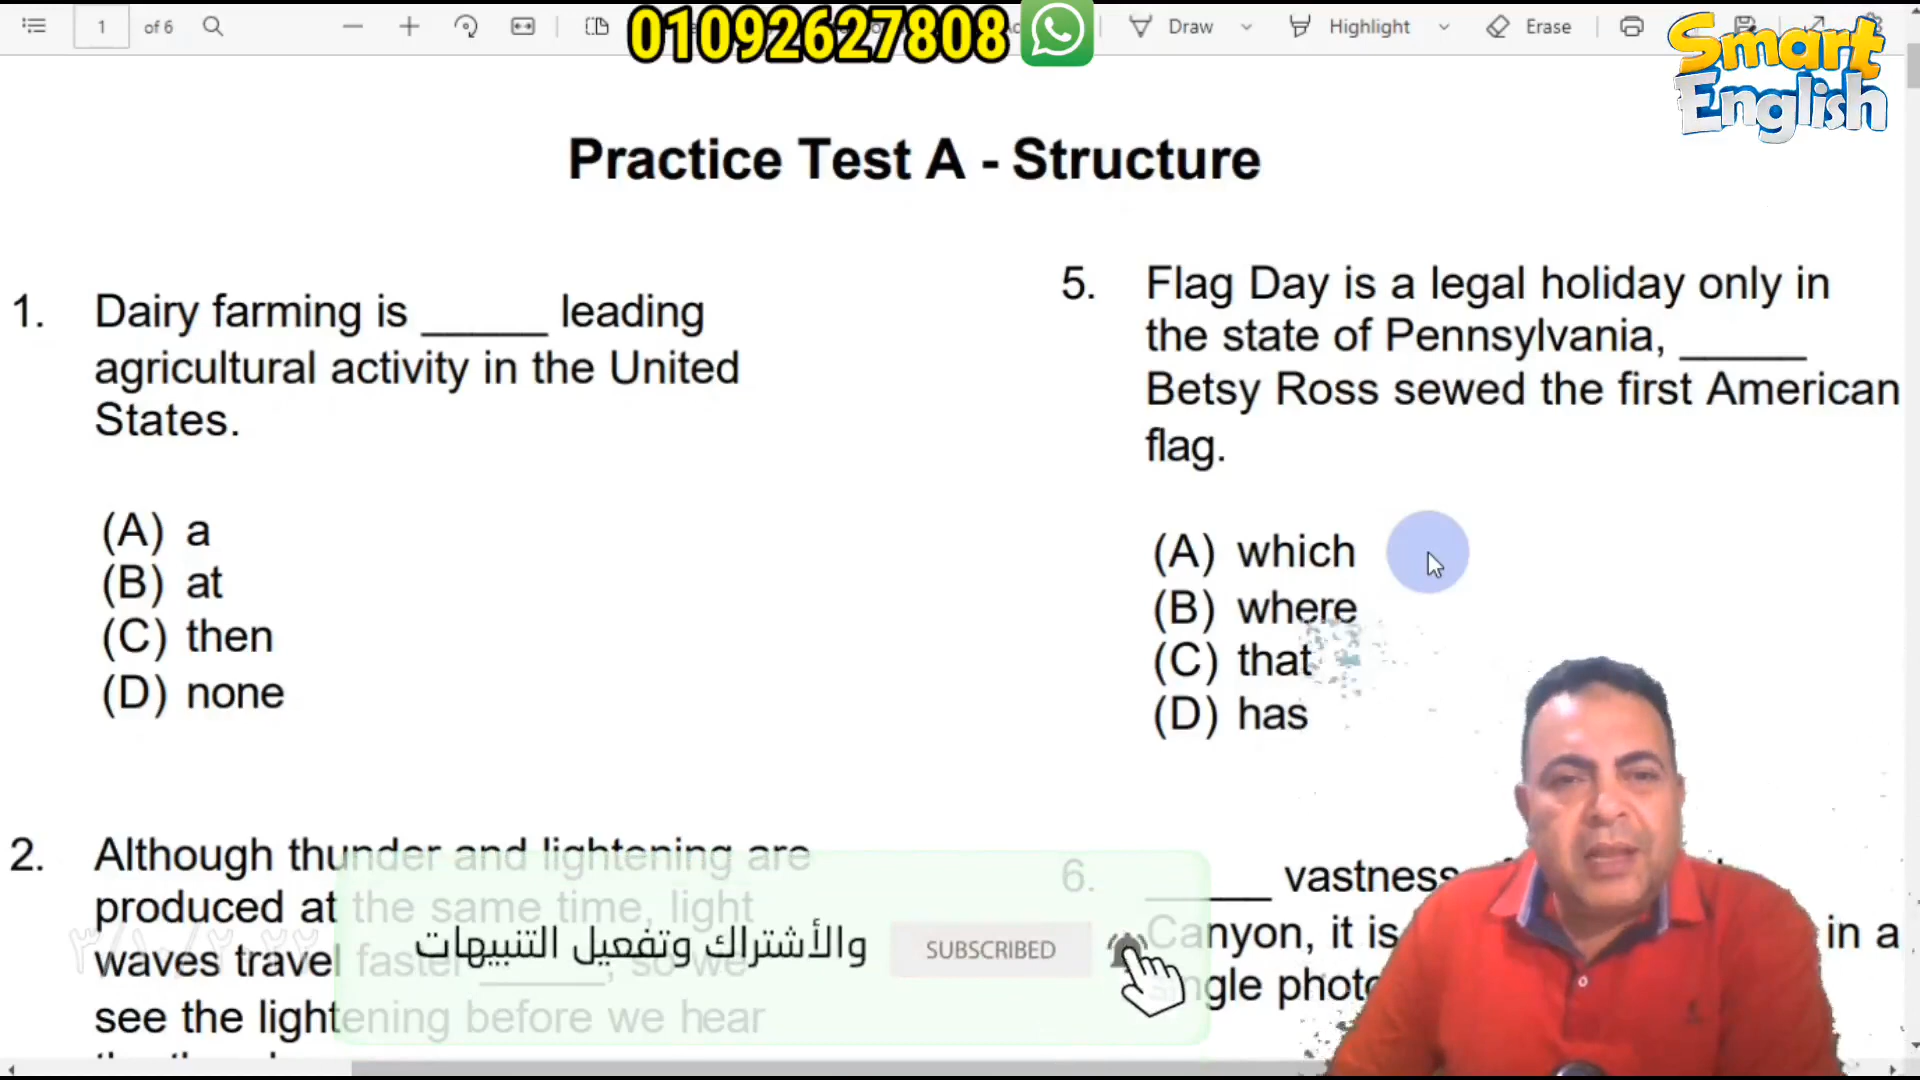 1
of 6
01092627808
Draw
Highlight
Erase
Smart
English
Practice Test A - Structure
1. Dairy farming is _____ leading
agricultural activity in the United
States.
(A) a
(B) at
(C) then
(D) none
2. Although thunder and lightening are
produced at the same time, light
waves travel faster _____, so we
see the lightening before we hear
5. Flag Day is a legal holiday only in
the state of Pennsylvania, _____
Betsy Ross sewed the first American
flag.
(A) which
(B) where
(C) that
(D) has
6. _____ vastness
Canyon, it is in a
single
والأشتراك وتفعيل التنبيهات
SUBSCRIBED
٣/١٠/٢٠٢٢